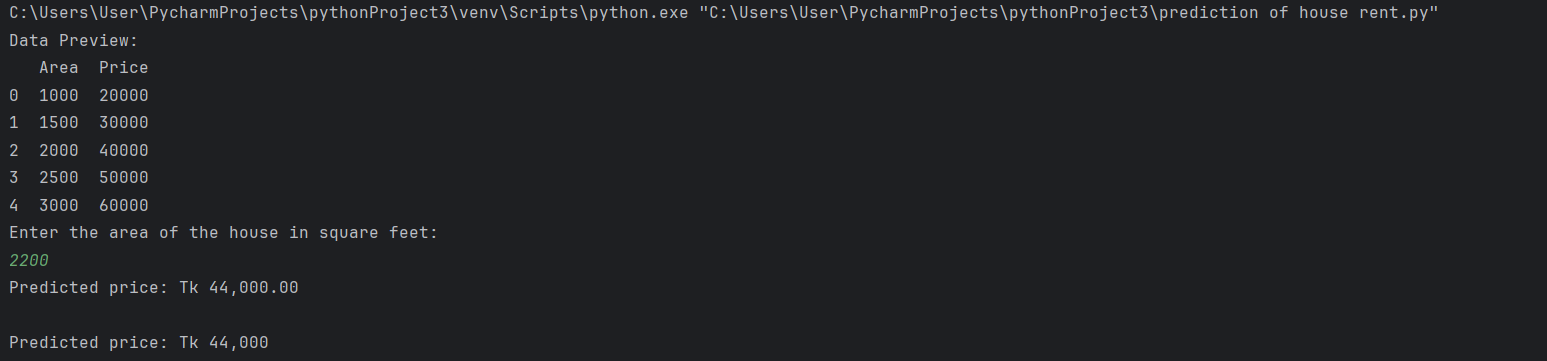 C:\Users\User\PycharmProjects\pythonProject3\venv\Scripts\python.exe "C:\Users\User\PycharmProjects\pythonProject3\prediction of house rent.py"
Data Preview:
   Area  Price
0  1000  20000
1  1500  30000
2  2000  40000
3  2500  50000
4  3000  60000
Enter the area of the house in square feet:
2200
Predicted price: Tk 44,000.00
Predicted price: Tk 44,000